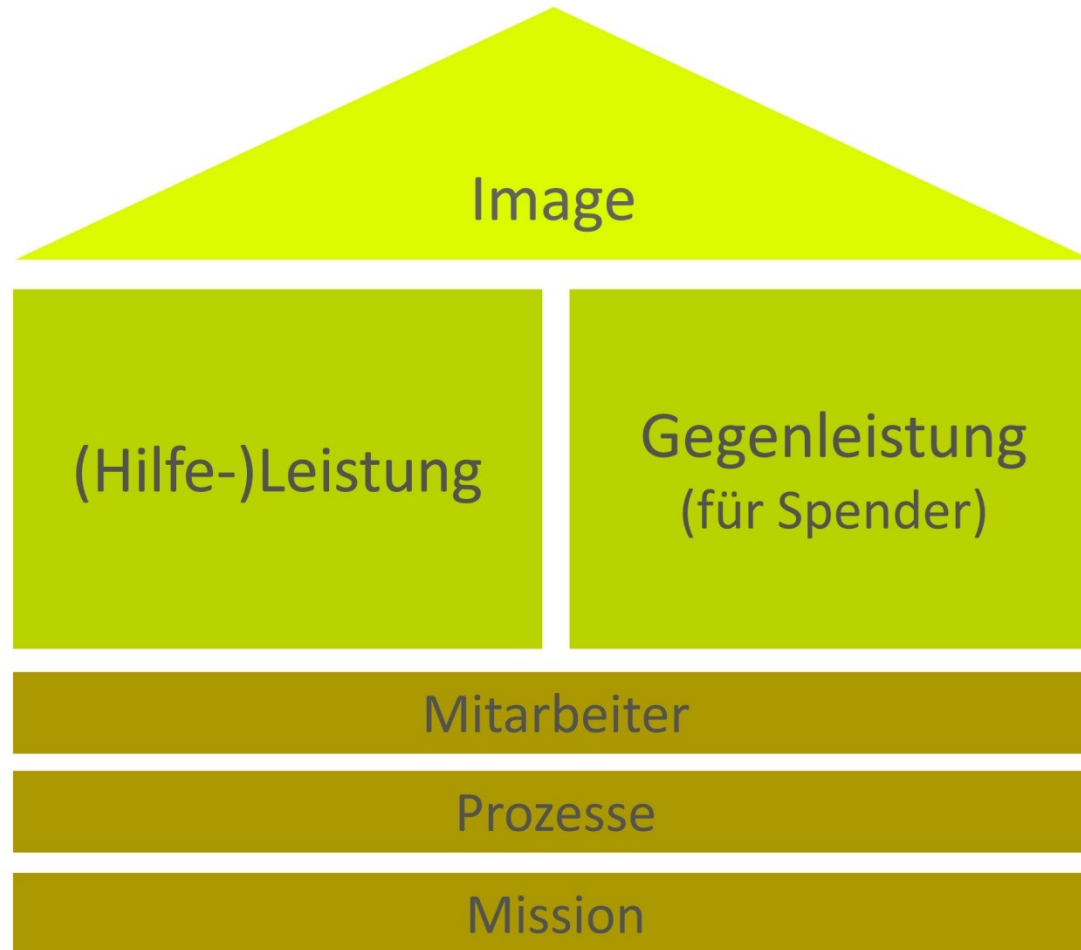 Image
(Hilfe-)Leistung
Gegenleistung
(für Spender)
Mitarbeiter
Prozesse
Mission